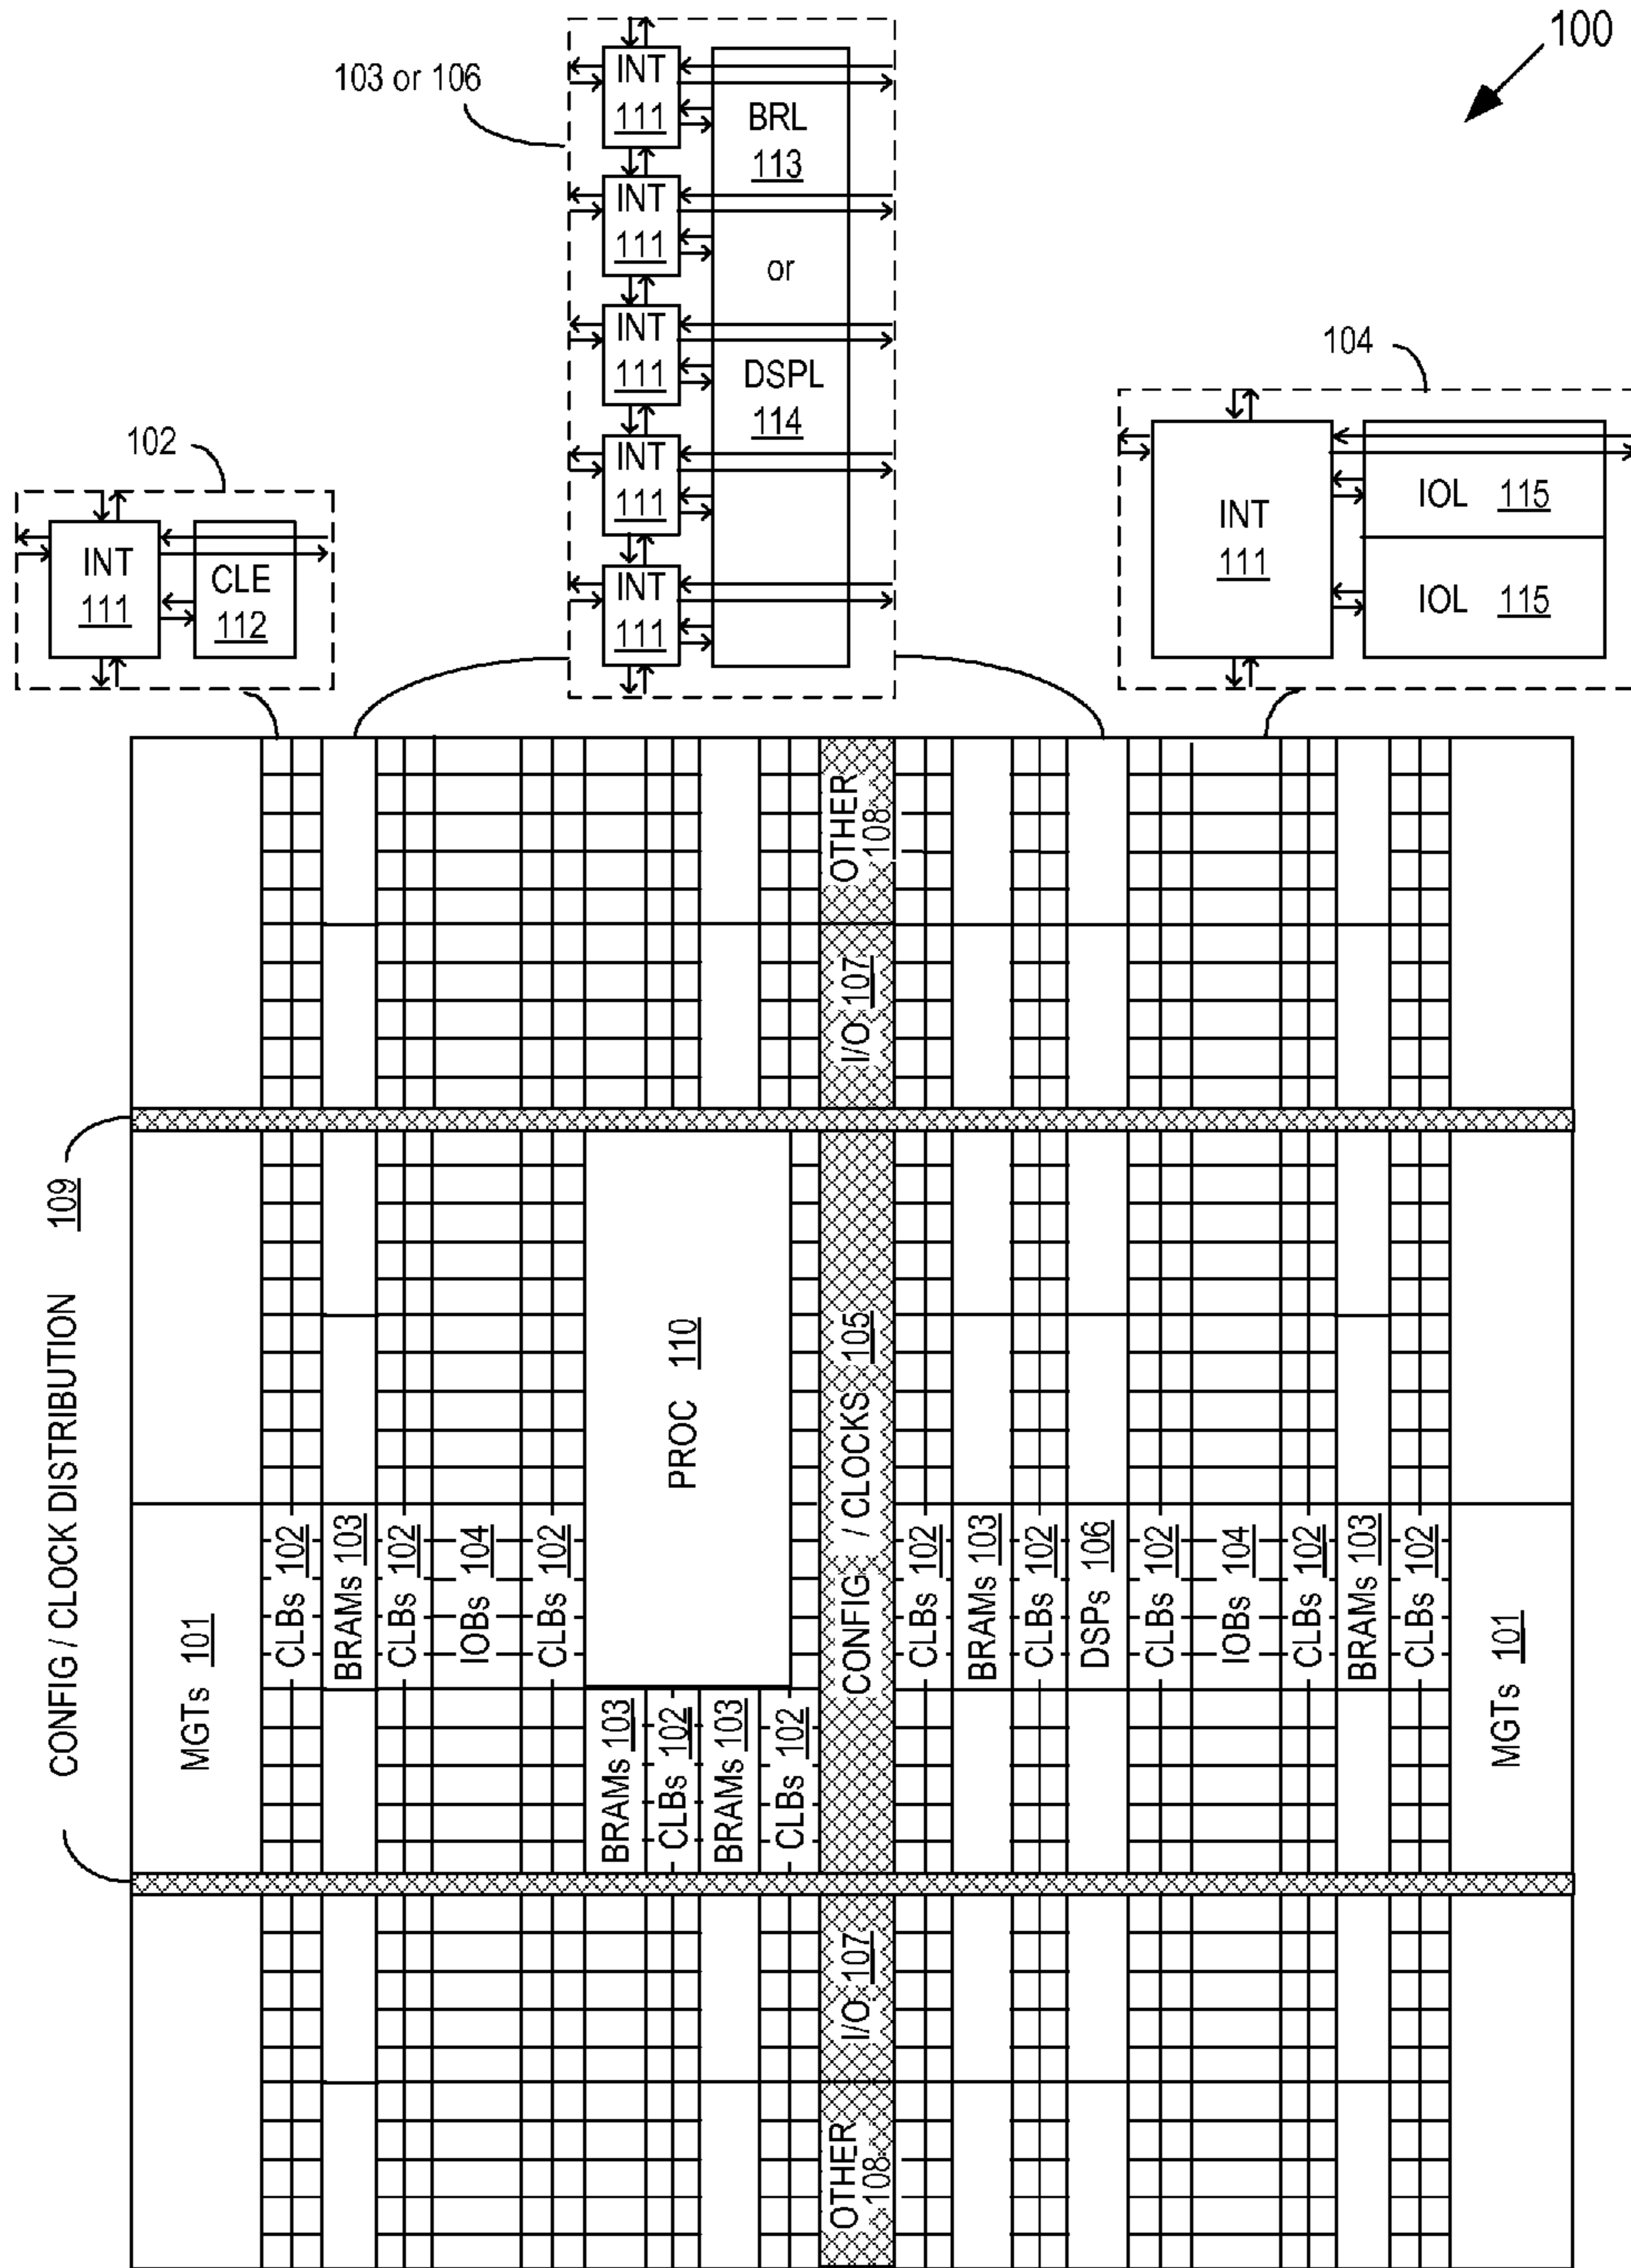 100
103 or 106
INT
111
INT
111
INT
111
INT
111
INT
111
BRL
113
or
DSPL
114
104
INT
111
IOL 115
IOL 115
102
INT
111
CLE
112
CONFIG / CLOCK DISTRIBUTION 109
OTHER
108
I/O 107
MGTs 101
CLBs 102
BRAMs 103
CLBs 102
IOBs 104
CLBs 102
PROC 110
BRAMs 103
CLBs 102
BRAMs 103
CLBs 102
CONFIG / CLOCKS 105
CLBs 102
BRAMs 103
CLBs 102
DSPs 106
CLBs 102
IOBs 104
CLBs 102
BRAMs 103
CLBs 102
MGTs 101
I/O 107
OTHER
108